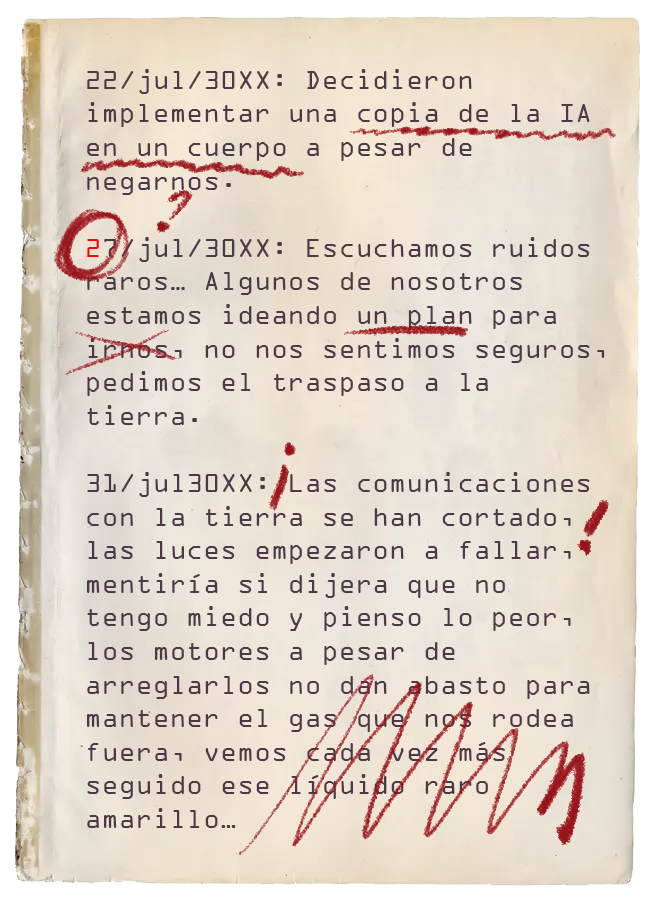 22/jul/30XX: Decidieron
implementar una copia de la IA
en un cuerpo a pesar de
negarnos.
?
27/jul/30XX: Escuchamos ruidos
raros… Algunos de nosotros
estamos ideando un plan para
irnos, no nos sentimos seguros,
pedimos el traspaso a la
tierra.
31/jul30XX:¡Las comunicaciones
con la tierra se han cortado,
las luces empezaron a fallar,!
mentiría si dijera que no
tengo miedo y pienso lo peor,
los motores a pesar de
arreglarlos no dan abasto para
mantener el gas que nos rodea
fuera, vemos cada vez más
seguido ese líquido raro
amarillo…